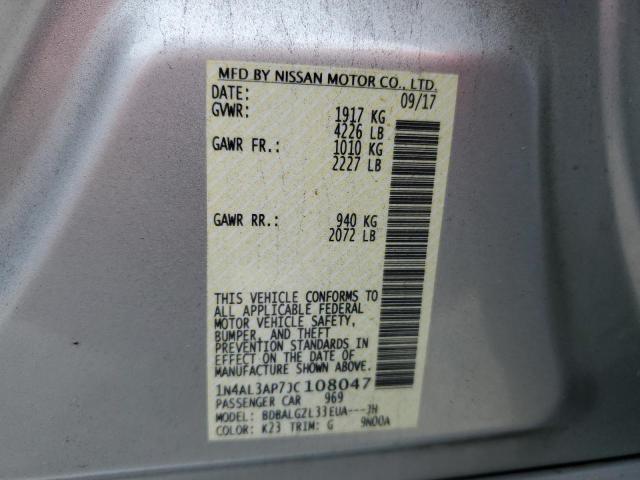 MFD BY NISSAN MOTOR CO., LTD.
DATE: 09/17
GVWR: 1917 KG
4226 LB
GAWR FR.: 1010 KG
2227 LB
GAWR RR.: 940 KG
2072 LB
THIS VEHICLE CONFORMS TO
ALL APPLICABLE FEDERAL
MOTOR VEHICLE SAFETY,
BUMPER, AND THEFT
PREVENTION STANDARDS IN
EFFECT ON THE DATE OF
MANUFACTURE SHOWN ABOVE.
1N4AL3AP7JC108047
PASSENGER CAR 969
MODEL: BDBALGZL33EUA---JH
COLOR: K23 TRIM: G 9N00A